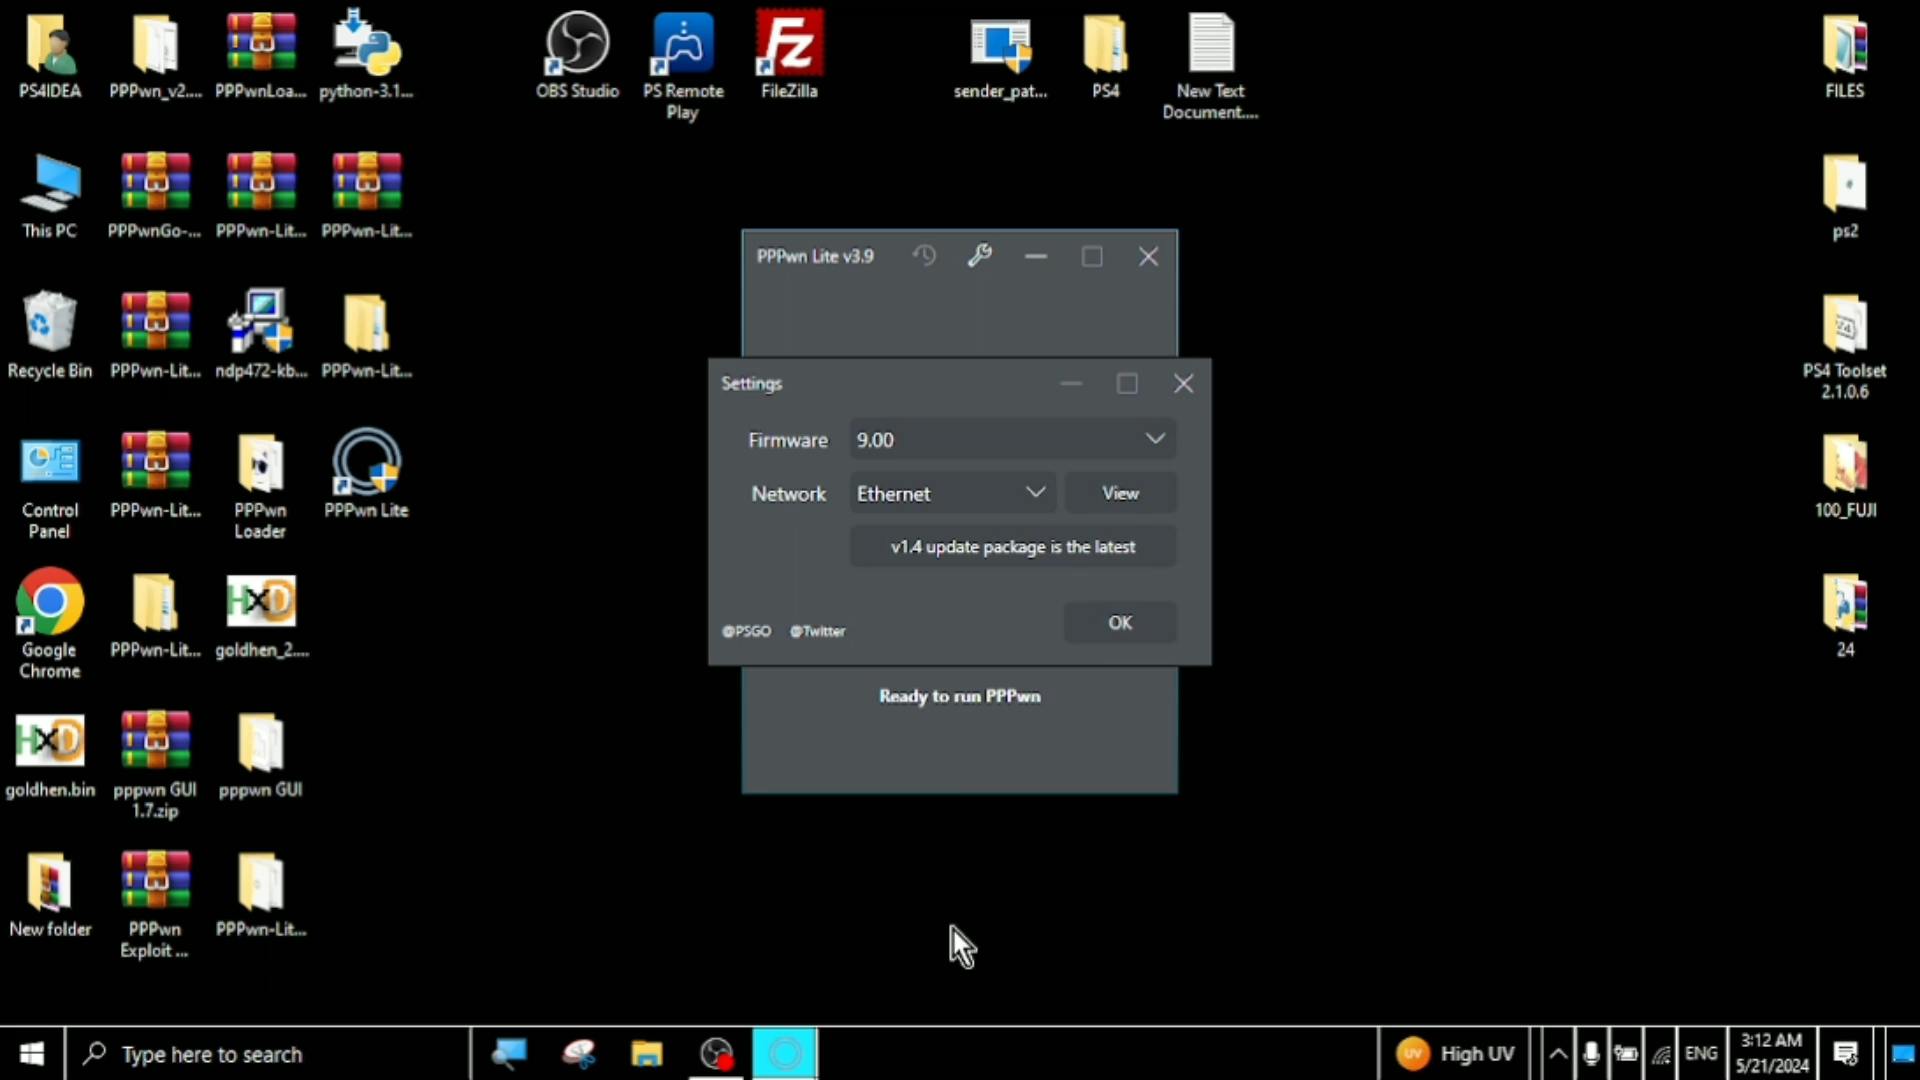 PS4IDEA
PPPwn_v2....
PPPwnLoa...
python-3.1...
OBS Studio
PS Remote
Play
FileZilla
sender_pat...
PS4
New Text
Document....
FILES
This PC
PPPwnGo-...
PPPwn-Lit...
PPPwn-Lit...
ps2
PPPwn Lite v3.9
Recycle Bin
PPPwn-Lit...
ndp472-kb...
PPPwn-Lit...
PS4 Toolset
2.1.0.6
Settings
Firmware 9.00
Network Ethernet View
v1.4 update package is the latest
@PSGO @Twitter OK
Ready to run PPPwn
Control
Panel
PPPwn-Lit...
PPPwn
Loader
PPPwn Lite
100_FUJI
Google
Chrome
PPPwn-Lit...
HxD
goldhen_2....
24
HxD
goldhen.bin
pppwn GUI
1.7.zip
pppwn GUI
New folder
PPPwn
Exploit ...
PPPwn-Lit...
Type here to search
UV High UV
ENG
3:12 AM
5/21/2024